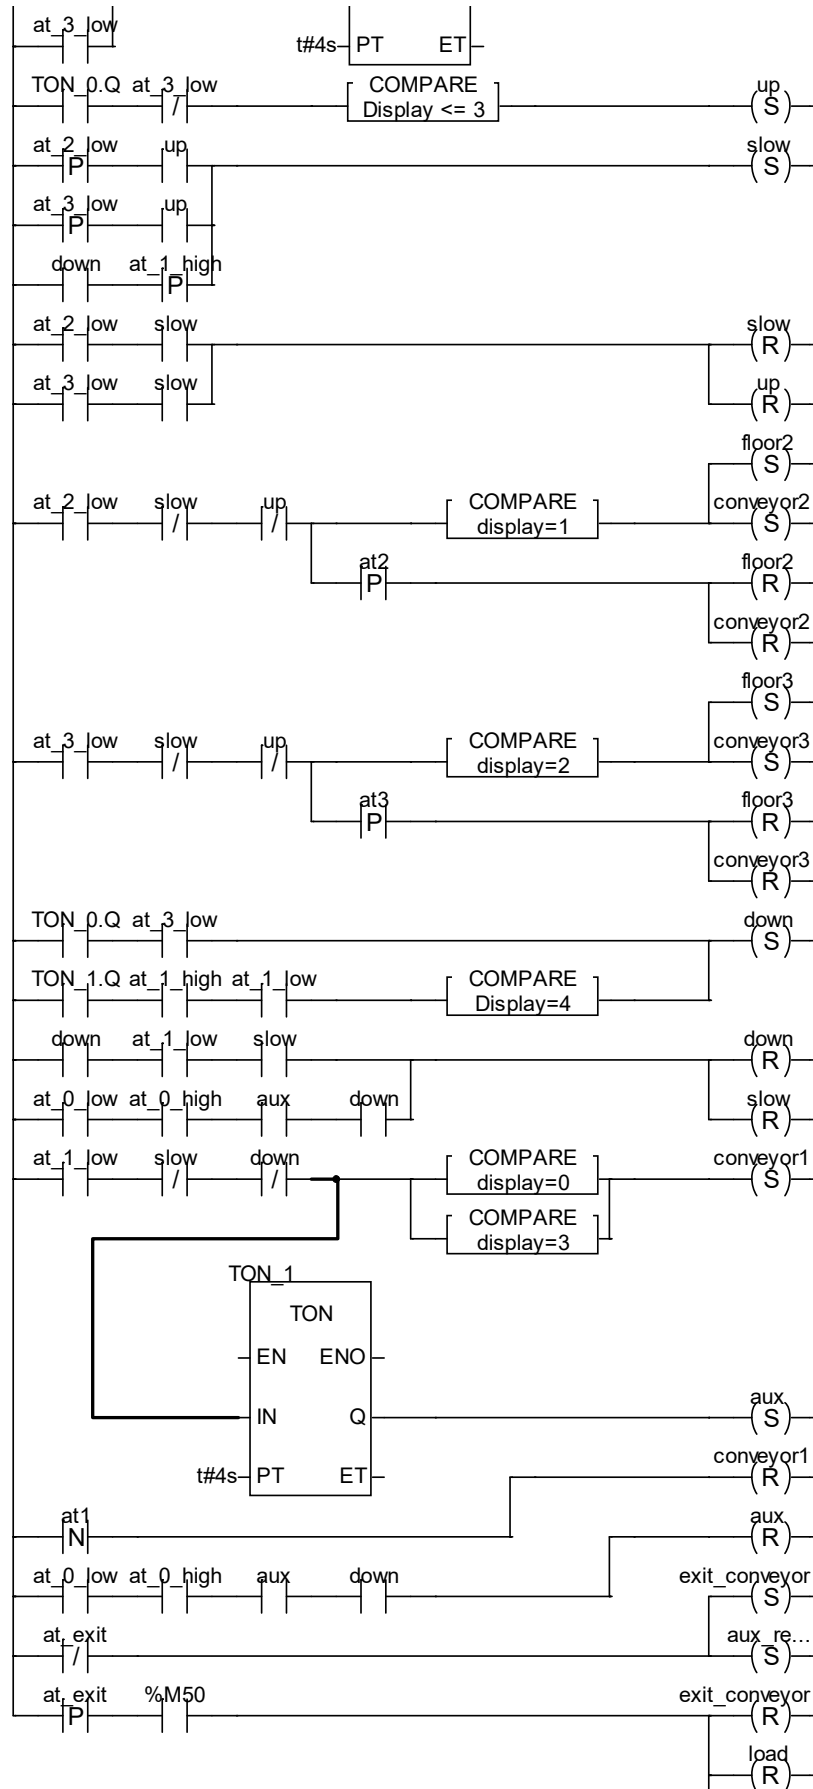 at_3_low
t#4s PT ET
TON_0.Q at_3_low COMPARE up
/ Display <= 3 S
at_2_low up slow
P S
at_3_low up
P
down at_1_high
P
at_2_low slow slow
R
at_3_low slow up
R
floor2
S
at_2_low slow up COMPARE conveyor2
/ / display=1 S
at2 floor2
P R
conveyor2
R
floor3
S
at_3_low slow up COMPARE conveyor3
/ / display=2 S
at3 floor3
P R
conveyor3
R
TON_0.Q at_3_low down
S
TON_1.Q at_1_high at_1_low COMPARE
Display=4
down at_1_low slow down
R
at_0_low at_0_high aux down slow
R
at_1_low slow down COMPARE conveyor1
/ / display=0 S
COMPARE
display=3
TON_1
TON
EN ENO
aux
IN Q S
conveyor1
t#4s PT ET R
at1 aux
N R
at_0_low at_0_high aux down exit_conveyor
S
at_exit aux_re...
/ S
at_exit %M50 exit_conveyor
P R
load
R